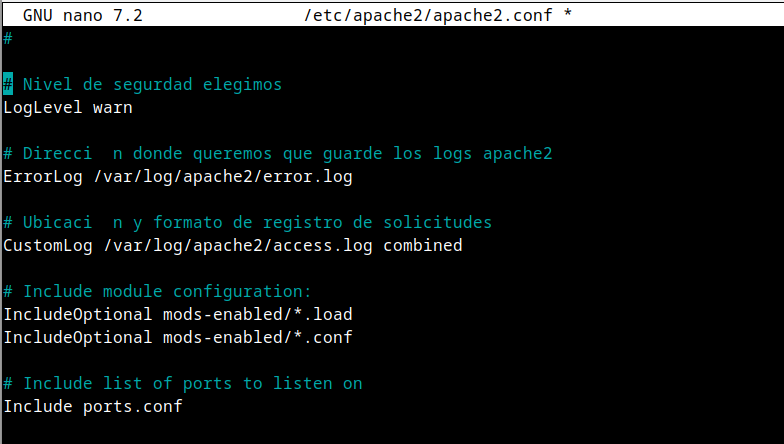 GNU nano 7.2 /etc/apache2/apache2.conf *
#
# Nivel de segurdad elegimos
LogLevel warn
# Direcci  n donde queremos que guarde los logs apache2
ErrorLog /var/log/apache2/error.log
# Ubicaci  n y formato de registro de solicitudes
CustomLog /var/log/apache2/access.log combined
# Include module configuration:
IncludeOptional mods-enabled/*.load
IncludeOptional mods-enabled/*.conf
# Include list of ports to listen on
Include ports.conf